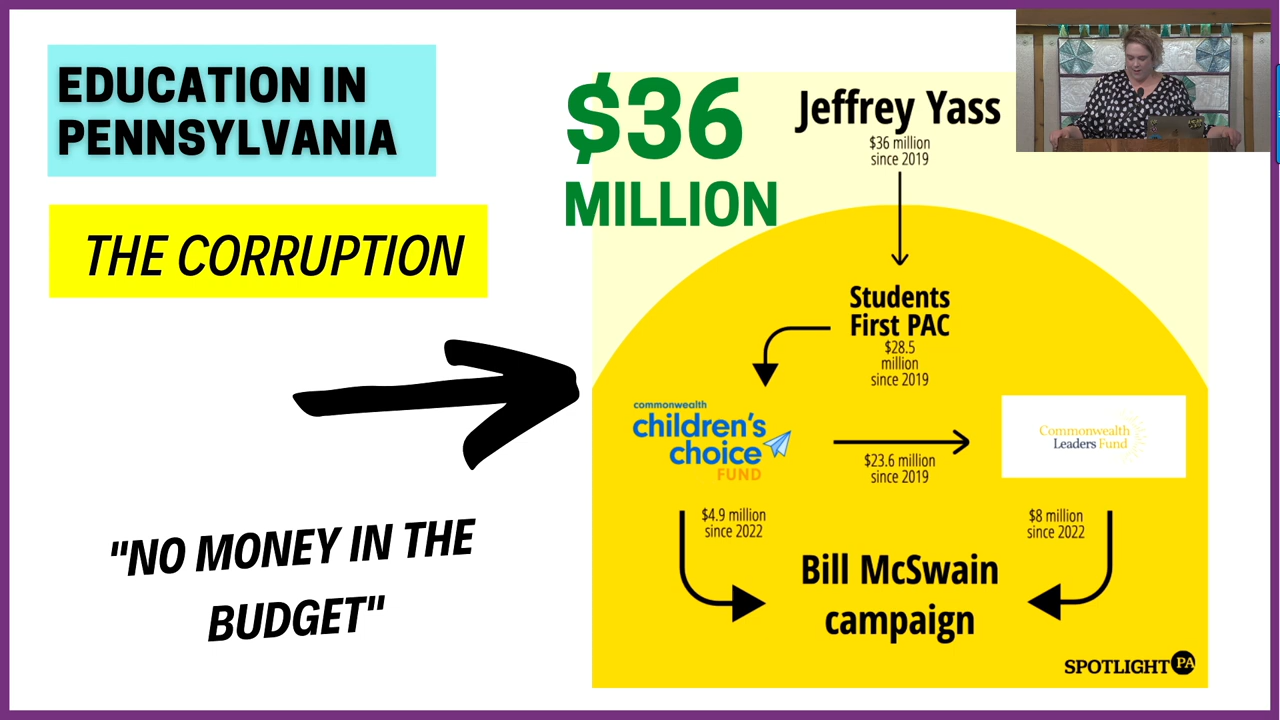 EDUCATION IN
PENNSYLVANIA
THE CORRUPTION
"NO MONEY IN THE
BUDGET"
$36
MILLION
Jeffrey Yass
$36 million
since 2019
Students
First PAC
$28.5
million
since 2019
commonwealth
children's
choice
FUND
$23.6 million
since 2019
Commonwealth
Leaders Fund
$4.9 million
since 2022
$8 million
since 2022
Bill McSwain
campaign
SPOTLIGHT PA